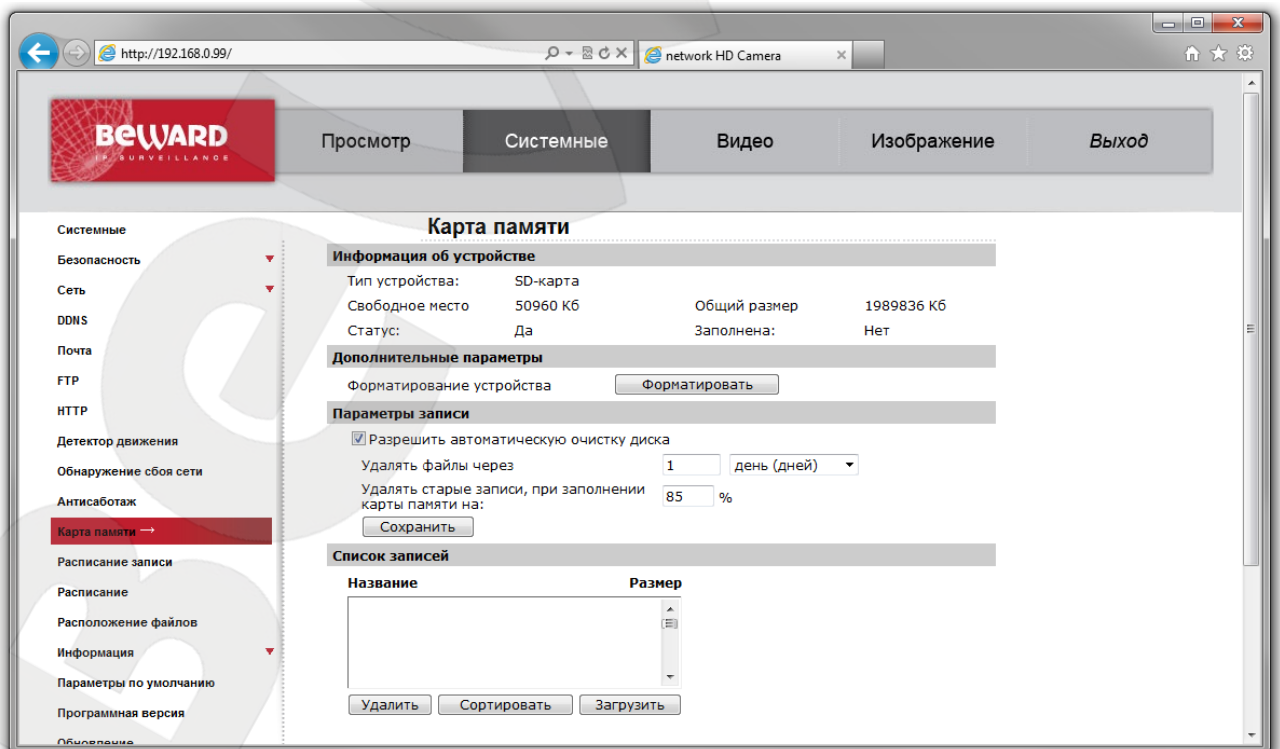 http://192.168.0.99/
network HD Camera
BEWARD
IP SURVEILLANCE
Просмотр
Системные
Видео
Изображение
Выход
Системные
Безопасность
Сеть
DDNS
Почта
FTP
HTTP
Детектор движения
Обнаружение сбоя сети
Антисаботаж
Карта памяти →
Расписание записи
Расписание
Расположение файлов
Информация
Параметры по умолчанию
Программная версия
Обновление
Карта памяти
Информация об устройстве
Тип устройства: SD-карта
Свободное место 50960 Кб Общий размер 1989836 Кб
Статус: Да Заполнена: Нет
Дополнительные параметры
Форматирование устройства Форматировать
Параметры записи
Разрешить автоматическую очистку диска
Удалять файлы через 1 день (дней)
Удалять старые записи, при заполнении
карты памяти на: 85 %
Сохранить
Список записей
Название Размер
Удалить Сортировать Загрузить